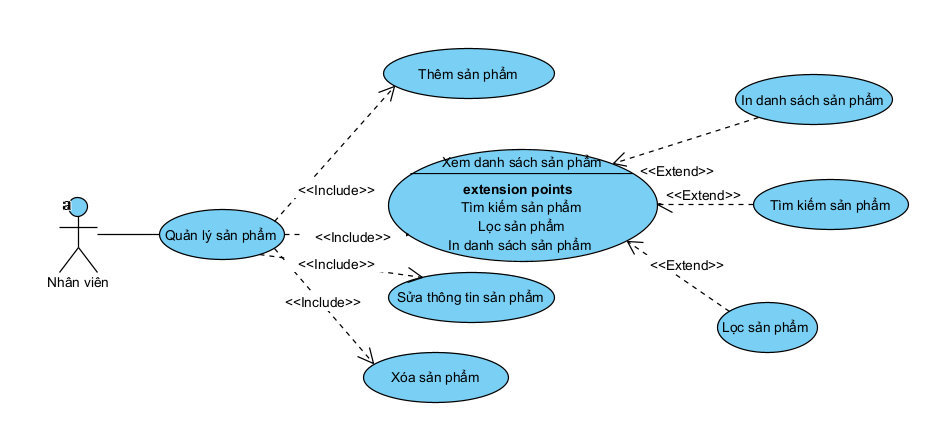 Thêm sản phẩm
In danh sách sản phẩm
Xem danh sách sản phẩm
<<Extend>>
extension points
<<Include>>
<<Extend>>
a
Tìm kiếm sản phẩm
Tìm kiếm sản phẩm
Lọc sản phẩm
Quản lý sản phẩm
<<Include>>
In danh sách sản phẩm
<<Include>>
<<Extend>>
Nhân viên
Sửa thông tin sản phẩm
<<Include>>
Lọc sản phẩm
Xóa sản phẩm